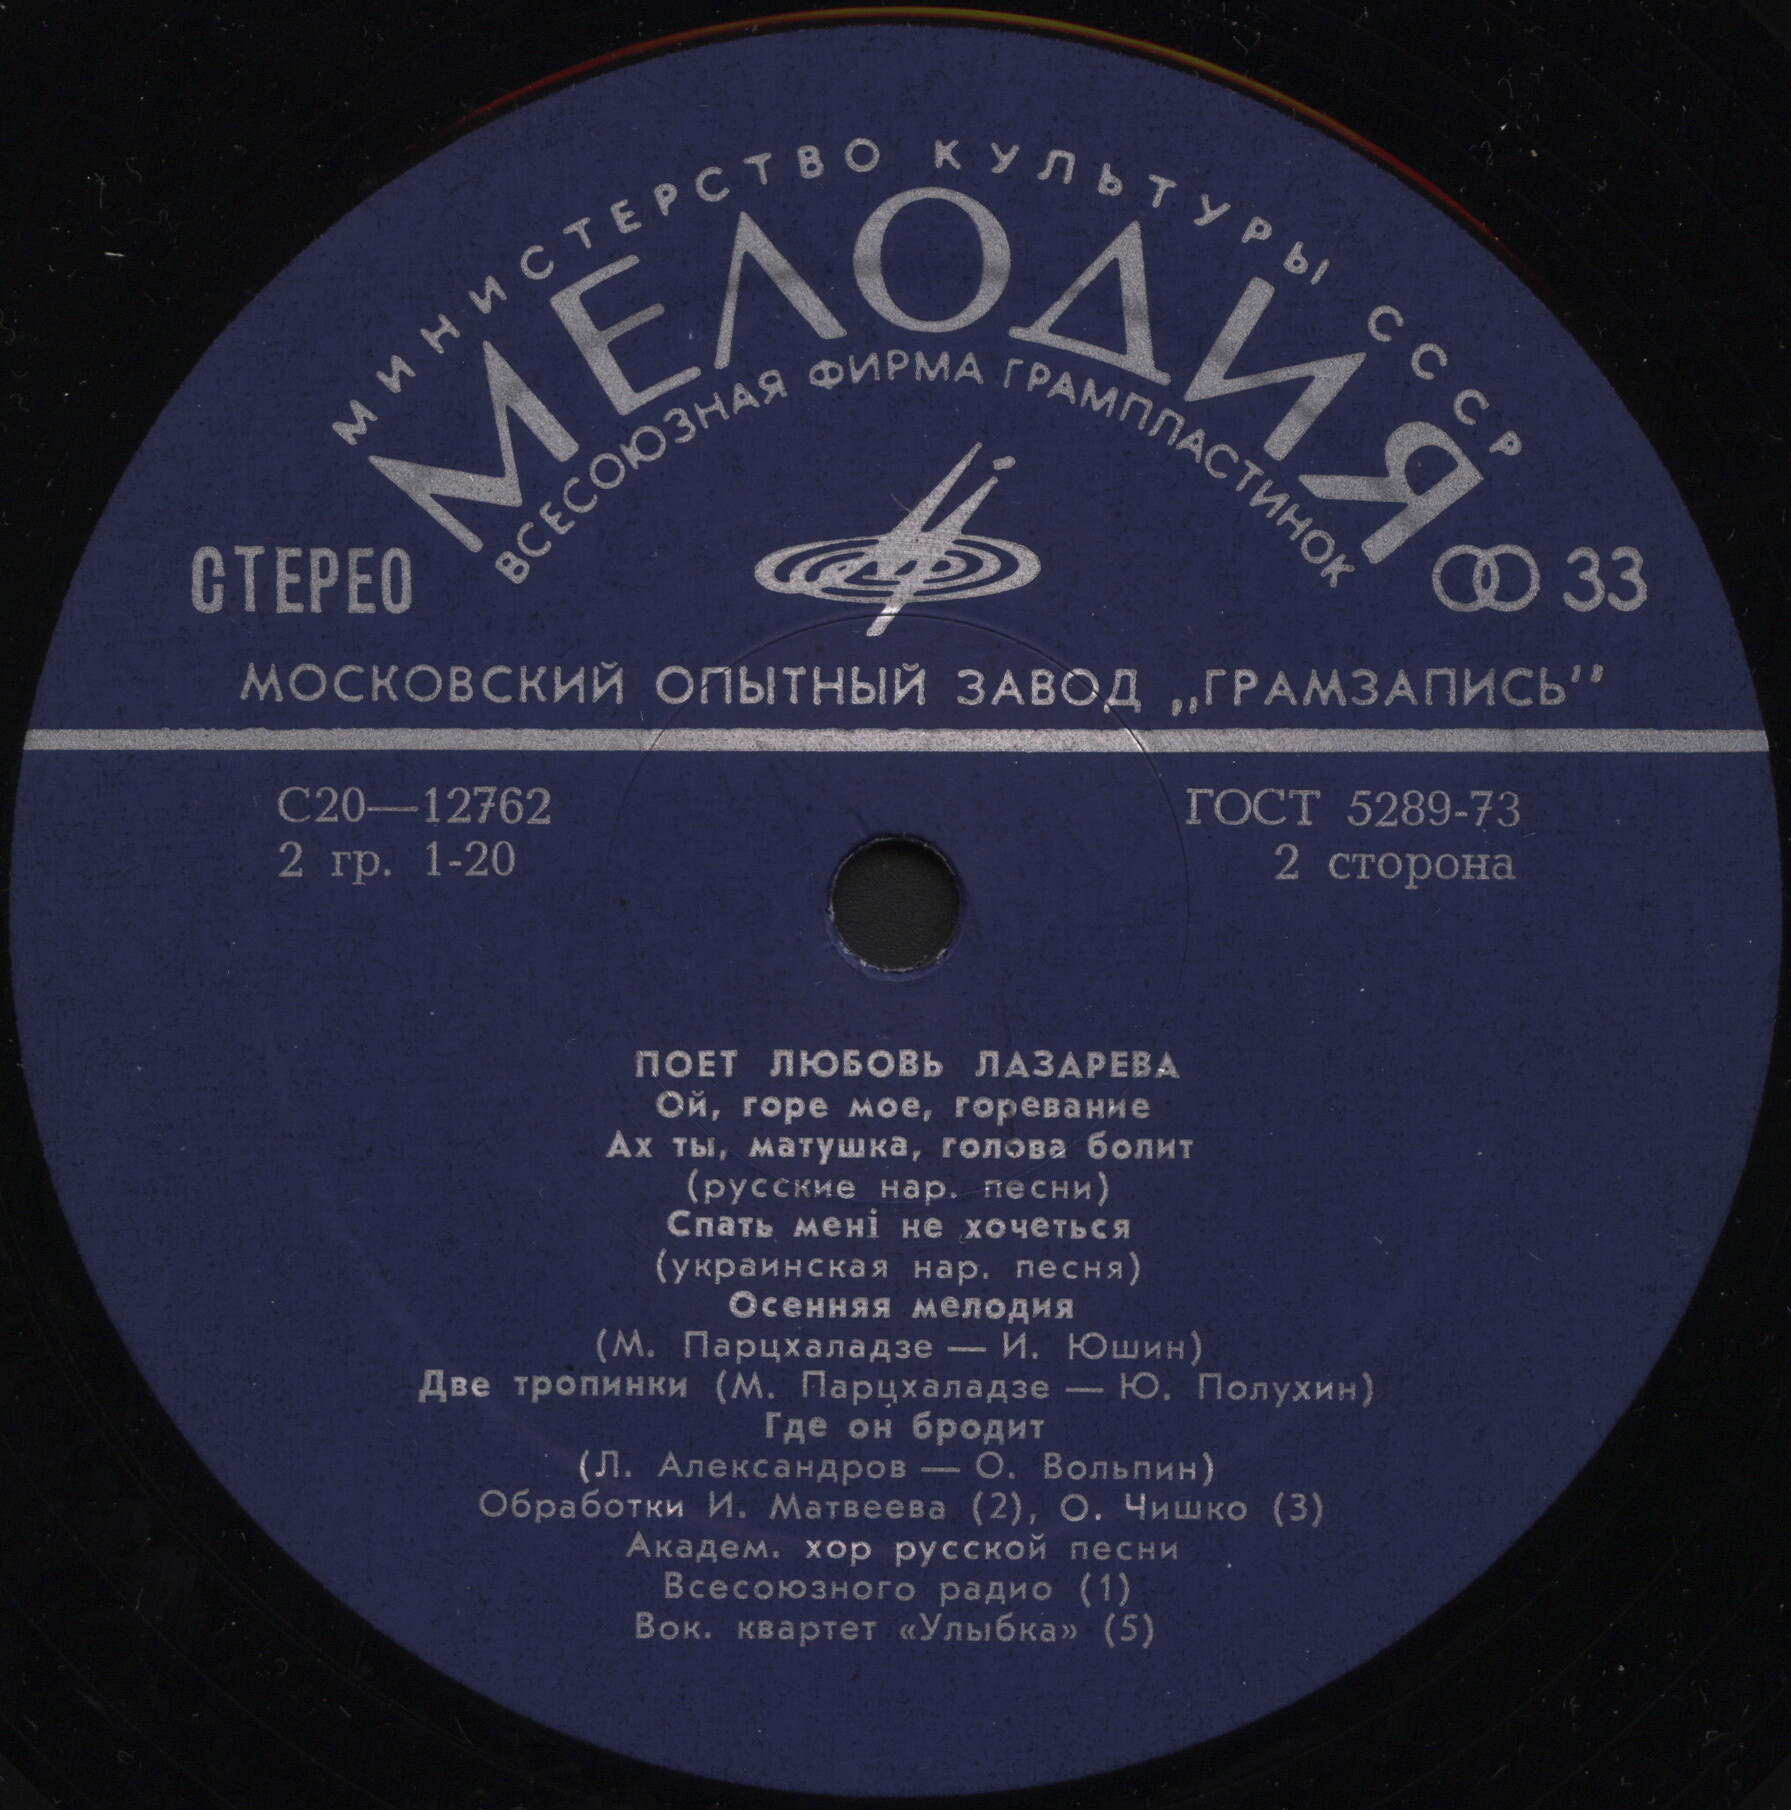 МИНИСТЕРСТВО КУЛЬТУРЫ СССР
МЕЛОДИЯ
ВСЕСОЮЗНАЯ ФИРМА ГРАМПЛАСТИНОК
СТЕРЕО
33
МОСКОВСКИЙ ОПЫТНЫЙ ЗАВОД „ГРАМЗАПИСЬ”
С20—12762
ГОСТ 5289-73
2 гр. 1-20
2 сторона
ПОЕТ ЛЮБОВЬ ЛАЗАРЕВА
Ой, горе мое, горевание
Ах ты, матушка, голова болит
(русские нар. песни)
Спать мені не хочеться
(украинская нар. песня)
Осенняя мелодия
(М. Парцхаладзе — И. Юшин)
Две тропинки (М. Парцхаладзе — Ю. Полухин)
Где он бродит
(Л. Александров — О. Вольпин)
Обработки И. Матвеева (2), О. Чишко (3)
Академ. хор русской песни
Всесоюзного радио (1)
Вок. квартет «Улыбка» (5)